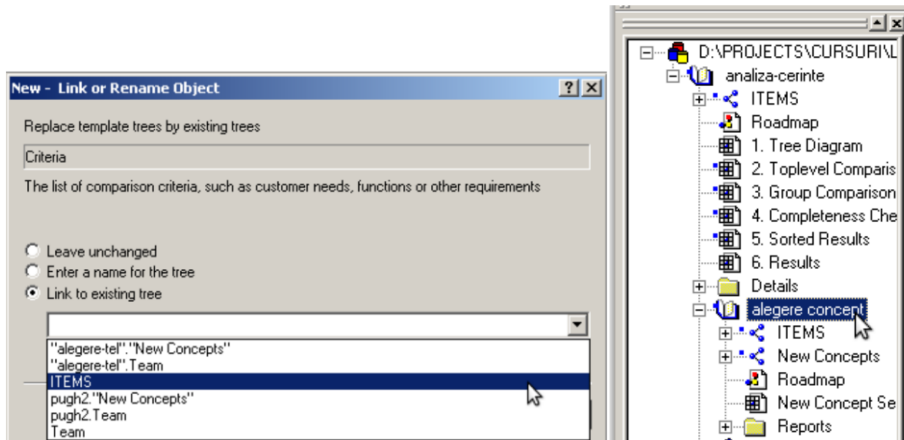 New - Link or Rename Object
Replace template trees by existing trees
Criteria
The list of comparison criteria, such as customer needs, functions or other requirements
Leave unchanged
Enter a name for the tree
Link to existing tree
"alegere-tel"."New Concepts"
"alegere-tel".Team
ITEMS
pugh2."New Concepts"
pugh2.Team
Team
D:\PROJECTS\CURSURI\L
analiza-cerinte
ITEMS
Roadmap
1. Tree Diagram
2. Toplevel Comparis
3. Group Comparison
4. Completeness Che
5. Sorted Results
6. Results
Details
alegere concept
ITEMS
New Concepts
Roadmap
New Concept Se
Reports